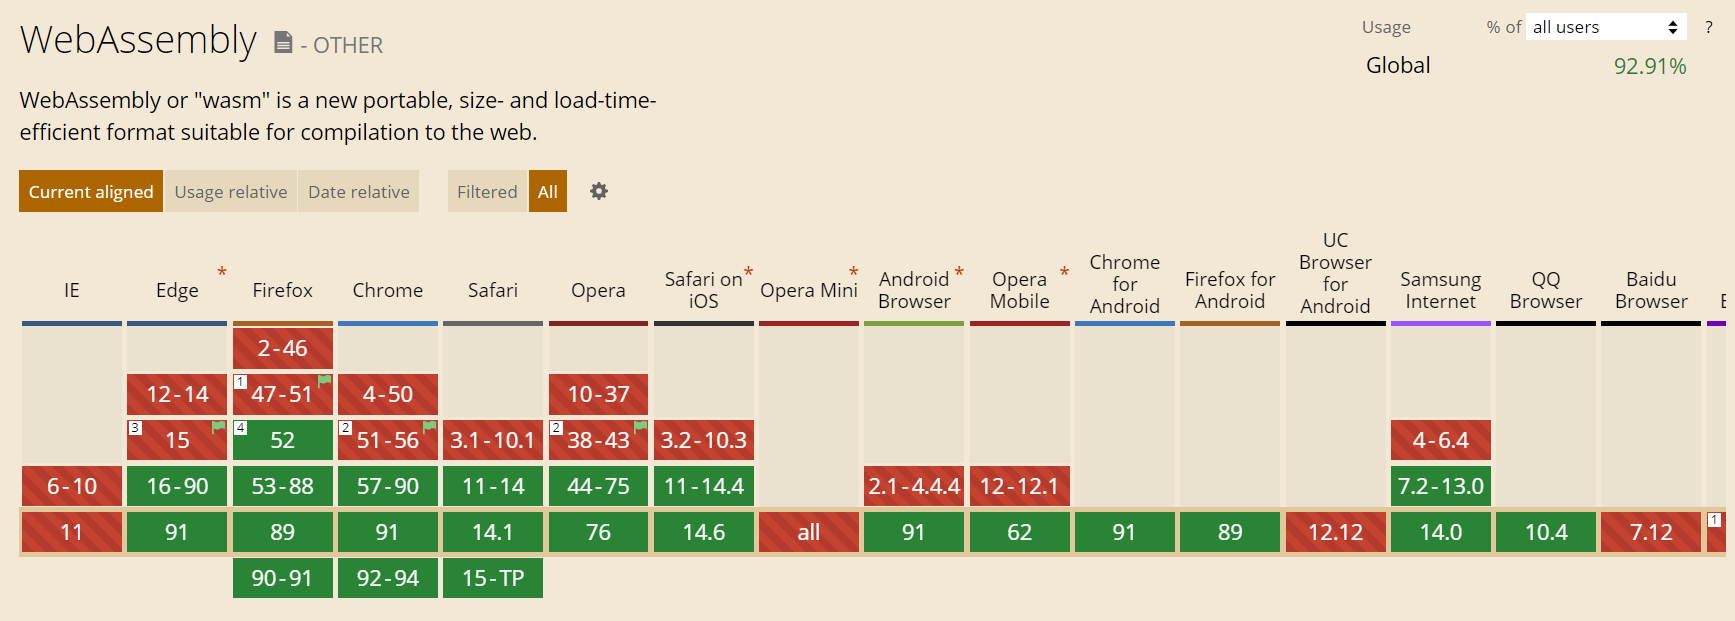 WebAssembly - OTHER
Usage % of all users ?
Global 92.91%
WebAssembly or "wasm" is a new portable, size- and load-time-
efficient format suitable for compilation to the web.
Current aligned Usage relative Date relative Filtered All
IE
Edge *
Firefox
Chrome
Safari
Opera
Safari on *
iOS
Opera Mini *
Android *
Browser
Opera *
Mobile
Chrome
for
Android
Firefox for
Android
UC
Browser
for
Android
Samsung
Internet
QQ
Browser
Baidu
Browser
2-46
12-14 1 47-51 4-50 10-37
3 15 4 52 2 51-56 3.1-10.1 2 38-43 3.2-10.3 4-6.4
6-10 16-90 53-88 57-90 11-14 44-75 11-14.4 2.1-4.4.4 12-12.1 7.2-13.0
11 91 89 91 14.1 76 14.6 all 91 62 91 89 12.12 14.0 10.4 7.12 1
90-91 92-94 15-TP